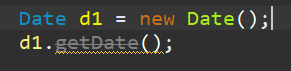 Date d1 = new Date();
d1.getDate();